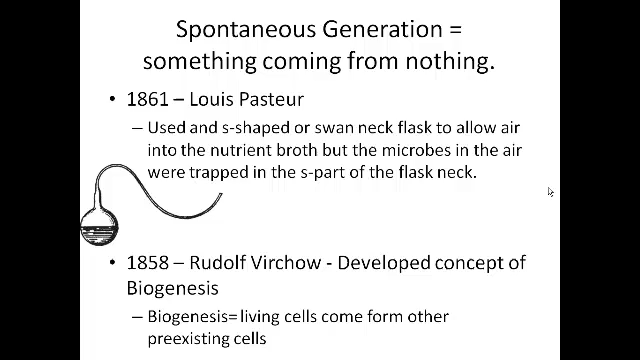 Spontaneous Generation =
something coming from nothing.
• 1861 – Louis Pasteur
– Used and s-shaped or swan neck flask to allow air
into the nutrient broth but the microbes in the air
were trapped in the s-part of the flask neck.
• 1858 – Rudolf Virchow - Developed concept of
Biogenesis
– Biogenesis= living cells come form other
preexisting cells